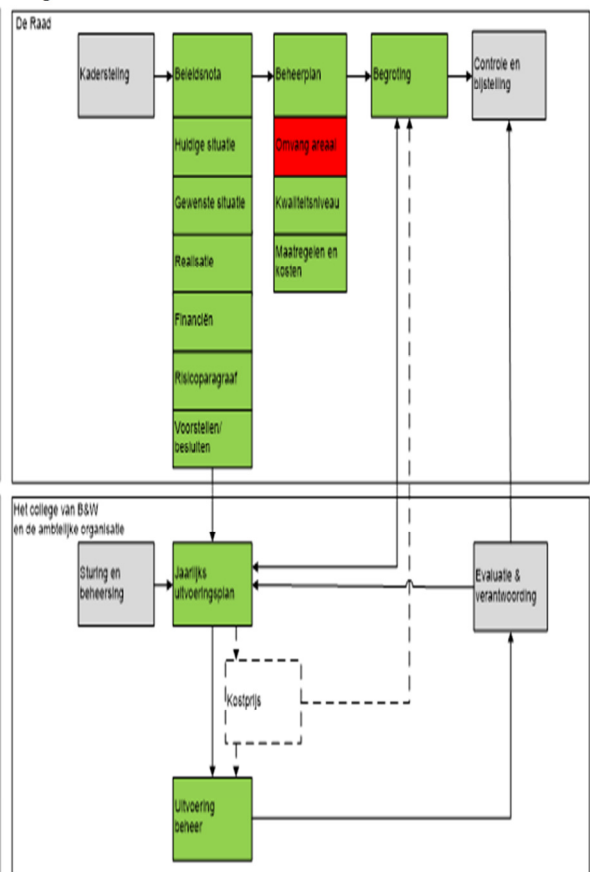 De Raad
Kaderstelling
Beleidsnota
Beheerplan
Begroting
Controle en
bijstelling
Huidige situatie
Omvang areaal
Gewenste situatie
Kwaliteitsniveau
Realisatie
Maatregelen en
kosten
Financiën
Risicoparagraaf
Voorstellen/
besluiten
Het college van B&W
en de ambtelijke organisatie
Sturing en
beheersing
Jaarlijks
uitvoeringsplan
Evaluatie &
verantwoording
Kostprijs
Uitvoering
beheer